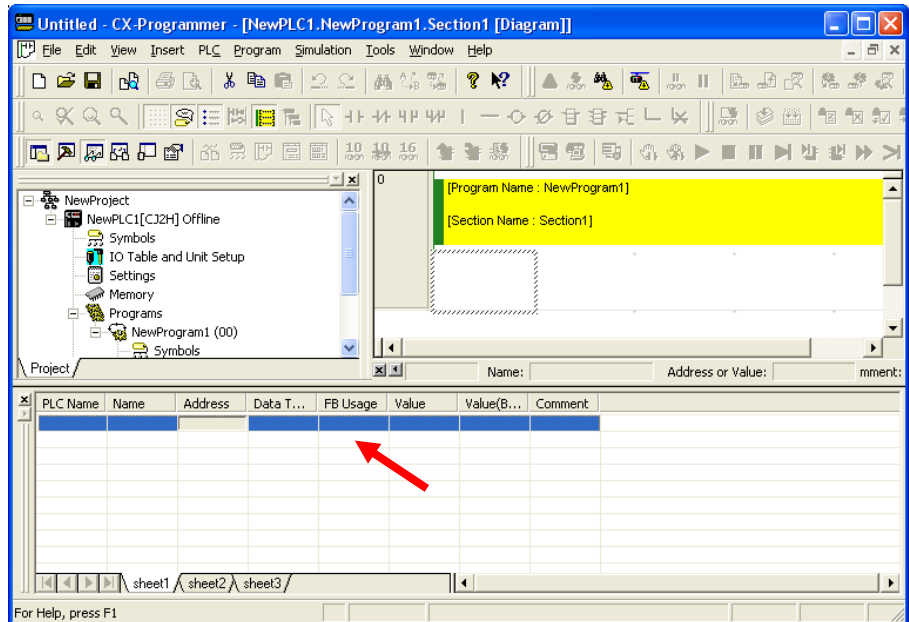 Untitled - CX-Programmer - [NewPLC1.NewProgram1.Section1 [Diagram]]
File Edit View Insert PLC Program Simulation Tools Window Help
10 10 16
NewProject
NewPLC1[CJ2H] Offline
Symbols
IO Table and Unit Setup
Settings
Memory
Programs
NewProgram1 (00)
Symbols
Project
0
[Program Name : NewProgram1]
[Section Name : Section1]
Name: Address or Value: mment:
PLC Name Name Address Data T... FB Usage Value Value(B... Comment
sheet1 sheet2 sheet3
For Help, press F1